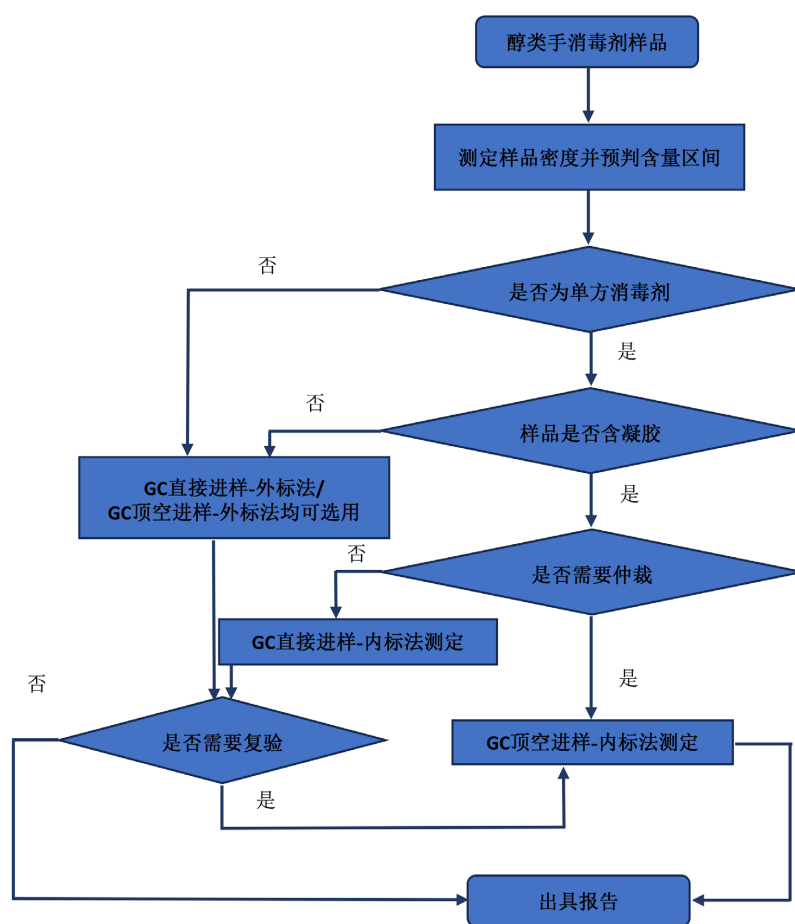 醇类手消毒剂样品
测定样品密度并预判含量区间
否
是否为单方消毒剂
是
否
样品是否含凝胶
GC直接进样-外标法/
GC顶空进样-外标法均可选用
是
否
是否需要仲裁
GC直接进样-内标法测定
否
是
是否需要复验
GC顶空进样-内标法测定
是
出具报告